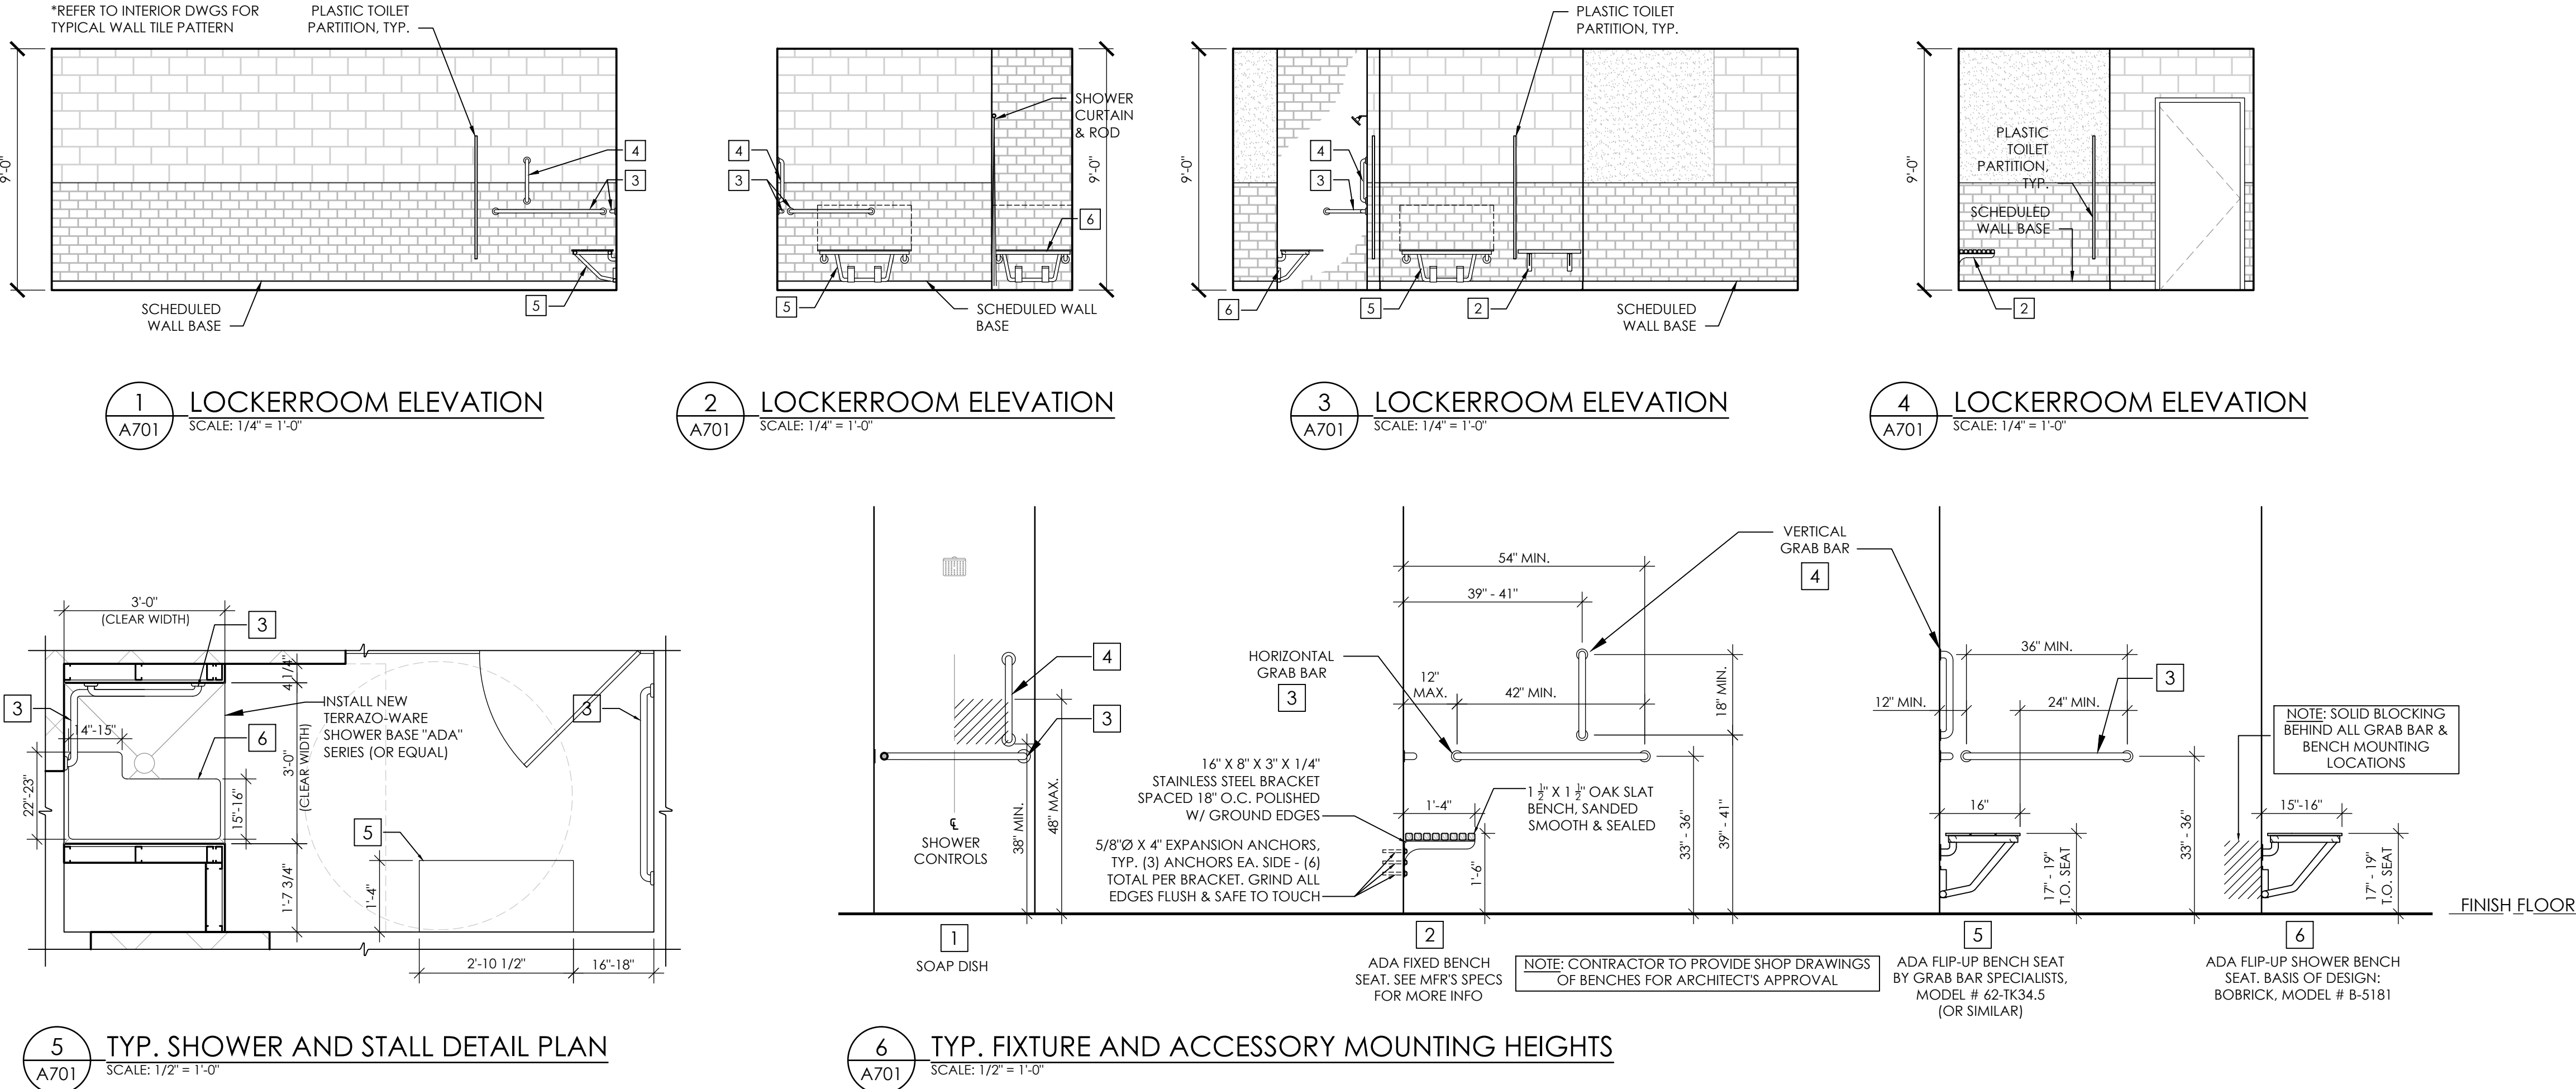 *REFER TO INTERIOR DWGS FOR
TYPICAL WALL TILE PATTERN
PLASTIC TOILET
PARTITION, TYP.
9'-0"
4
3
5
SCHEDULED
WALL BASE
1
A701
LOCKERROOM ELEVATION
SCALE: 1/4" = 1'-0"
4
3
SHOWER
CURTAIN
& ROD
9'-0"
6
5
SCHEDULED WALL
BASE
2
A701
LOCKERROOM ELEVATION
SCALE: 1/4" = 1'-0"
PLASTIC TOILET
PARTITION, TYP.
9'-0"
4
3
6
5
2
SCHEDULED
WALL BASE
3
A701
LOCKERROOM ELEVATION
SCALE: 1/4" = 1'-0"
9'-0"
PLASTIC
TOILET
PARTITION,
TYP.
SCHEDULED
WALL BASE
2
4
A701
LOCKERROOM ELEVATION
SCALE: 1/4" = 1'-0"
3'-0"
(CLEAR WIDTH)
3
4 1/4"
3
3
INSTALL NEW
TERRAZO-WARE
SHOWER BASE "ADA"
SERIES (OR EQUAL)
14"-15"
6
3'-0"
(CLEAR WIDTH)
22"-23"
15"-16"
5
1'-7 3/4"
1'-4"
2'-10 1/2"
16"-18"
5
A701
TYP. SHOWER AND STALL DETAIL PLAN
SCALE: 1/2" = 1'-0"
4
3
SHOWER
CONTROLS
38" MIN.
48" MAX.
1
SOAP DISH
VERTICAL
GRAB BAR
4
54" MIN.
39" - 41"
HORIZONTAL
GRAB BAR
3
12"
MAX.
42" MIN.
18" MIN.
16" X 8" X 3" X 1/4"
STAINLESS STEEL BRACKET
SPACED 18" O.C. POLISHED
W/ GROUND EDGES
1'-4"
1 1/2" X 1 1/2" OAK SLAT
BENCH, SANDED
SMOOTH & SEALED
5/8"Ø X 4" EXPANSION ANCHORS,
TYP. (3) ANCHORS EA. SIDE - (6)
TOTAL PER BRACKET. GRIND ALL
EDGES FLUSH & SAFE TO TOUCH
1'-6"
33" - 36"
39" - 41"
2
ADA FIXED BENCH
SEAT. SEE MFR'S SPECS
FOR MORE INFO
NOTE: CONTRACTOR TO PROVIDE SHOP DRAWINGS
OF BENCHES FOR ARCHITECT'S APPROVAL
36" MIN.
3
12" MIN.
24" MIN.
16"
17" - 19"
T.O. SEAT
33" - 36"
5
ADA FLIP-UP BENCH SEAT
BY GRAB BAR SPECIALISTS,
MODEL # 62-TK34.5
(OR SIMILAR)
NOTE: SOLID BLOCKING
BEHIND ALL GRAB BAR &
BENCH MOUNTING
LOCATIONS
15"-16"
17" - 19"
T.O. SEAT
FINISH FLOOR
6
ADA FLIP-UP SHOWER BENCH
SEAT. BASIS OF DESIGN:
BOBRICK, MODEL # B-5181
6
A701
TYP. FIXTURE AND ACCESSORY MOUNTING HEIGHTS
SCALE: 1/2" = 1'-0"